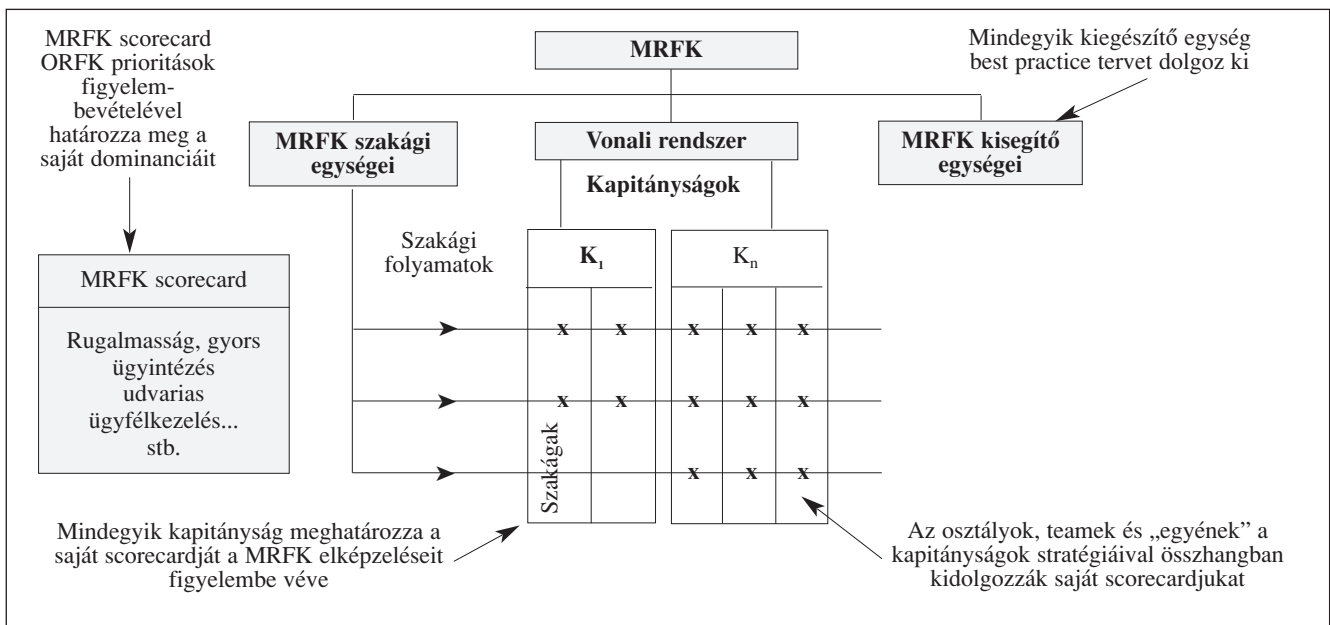 MRFK scorecard
ORFK prioritások
figyelem-
bevételével
határozza meg a
saját dominanciáit
MRFK
Mindegyik kiegészítő egység
best practice tervet dolgoz ki
MRFK szakági
egységei
Vonali rendszer
MRFK kisegítő
egységei
Kapitányságok
Szakági
folyamatok
K₁
Kₙ
MRFK scorecard
Rugalmasság, gyors
ügyintézés
udvarias
ügyfélkezelés...
stb.
x x x x x
x x x x x
Szakágak
x x x
Mindegyik kapitányság meghatározza a
saját scorecardját a MRFK elképzeléseit
figyelembe véve
Az osztályok, teamek és „egyének” a
kapitányságok stratégiáival összhangban
kidolgozzák saját scorecardjukat